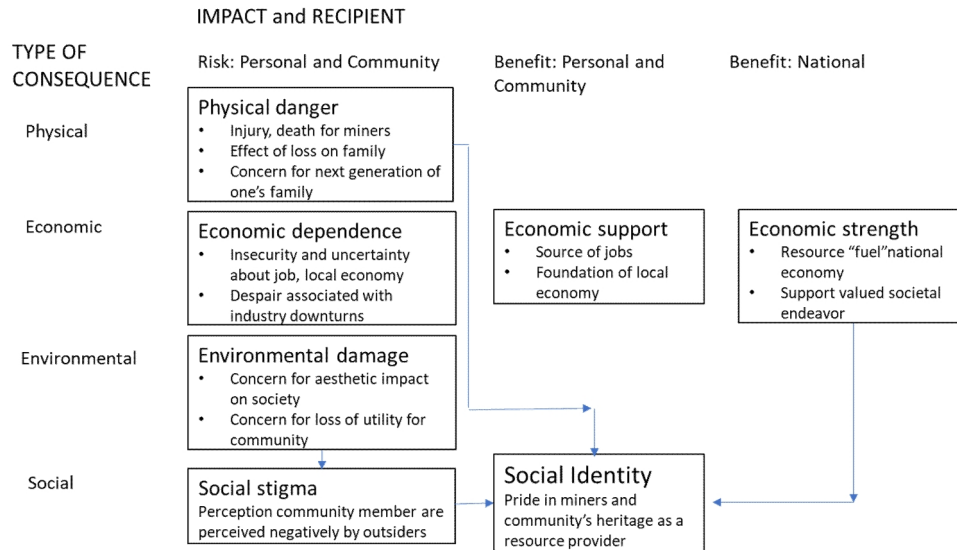 IMPACT and RECIPIENT
TYPE OF
CONSEQUENCE
Risk: Personal and Community
Benefit: Personal and
Community
Benefit: National
Physical
Physical danger
• Injury, death for miners
• Effect of loss on family
• Concern for next generation of
one's family
Economic
Economic dependence
• Insecurity and uncertainty
about job, local economy
• Despair associated with
industry downturns
Economic support
• Source of jobs
• Foundation of local
economy
Economic strength
• Resource "fuel"national
economy
• Support valued societal
endeavor
Environmental
Environmental damage
• Concern for aesthetic impact
on society
• Concern for loss of utility for
community
Social
Social stigma
Perception community member are
perceived negatively by outsiders
Social Identity
Pride in miners and
community's heritage as a
resource provider